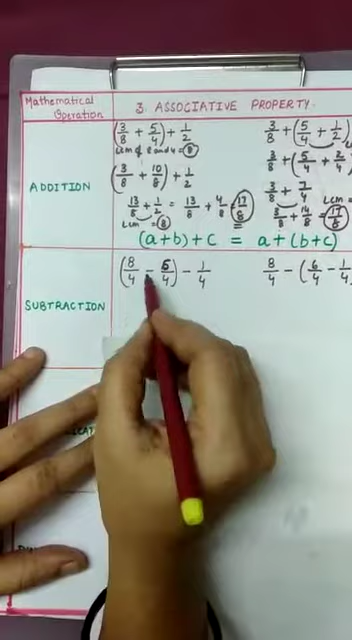 Mathematical Operation
3 ASSOCIATIVE PROPERTY
ADDITION
(3/8 + 5/4) + 1/2
Lcm of 8 and 4 = 8
(3/8 + 10/8) + 1/2
13/8 + 1/2 = 13/8 + 4/8 = 17/8
Lcm = 8
3/8 + (5/4 + 1/2)
3/8 + (5/4 + 2/4)
3/8 + 7/4
Lcm =
3/8 + 14/8 = 17/8
(a+b)+c = a+(b+c)
SUBTRACTION
(8/4 - 6/4) - 1/4
8/4 - (6/4 - 1/4